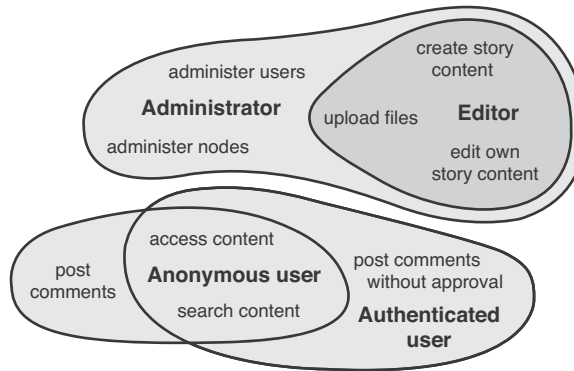 create story
content
administer users
Administrator
upload files
Editor
administer nodes
edit own
story content
access content
post
comments
Anonymous user
post comments
without approval
search content
Authenticated
user